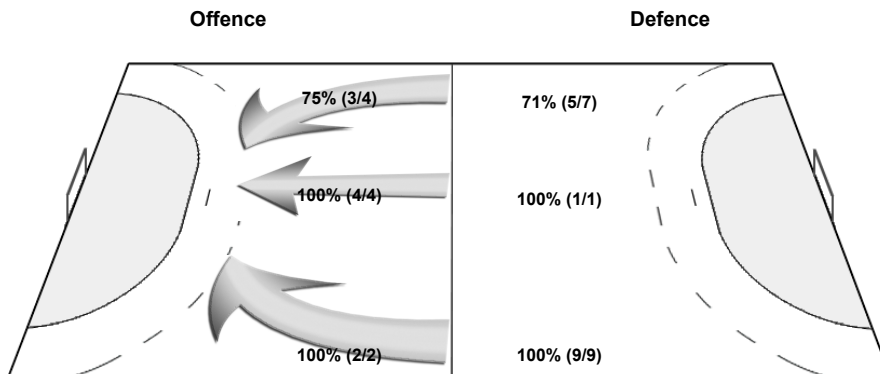 Offence Defence
75% (3/4) 71% (5/7)
100% (4/4) 100% (1/1)
100% (2/2) 100% (9/9)